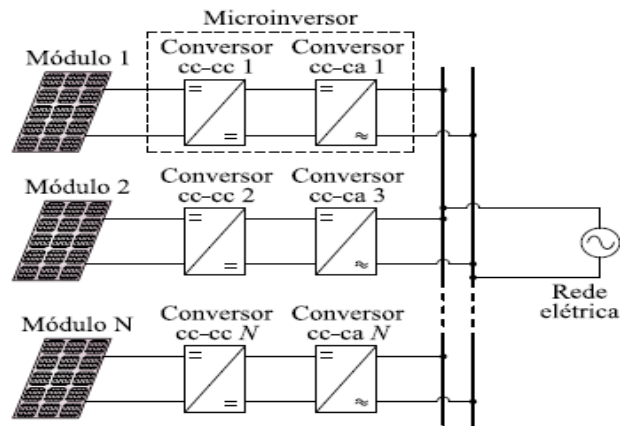 Microinversor
Módulo 1
Conversor
cc-cc 1
Conversor
cc-ca 1
Módulo 2
Conversor
cc-cc 2
Conversor
cc-ca 3
Rede
elétrica
Módulo N
Conversor
cc-cc N
Conversor
cc-ca N